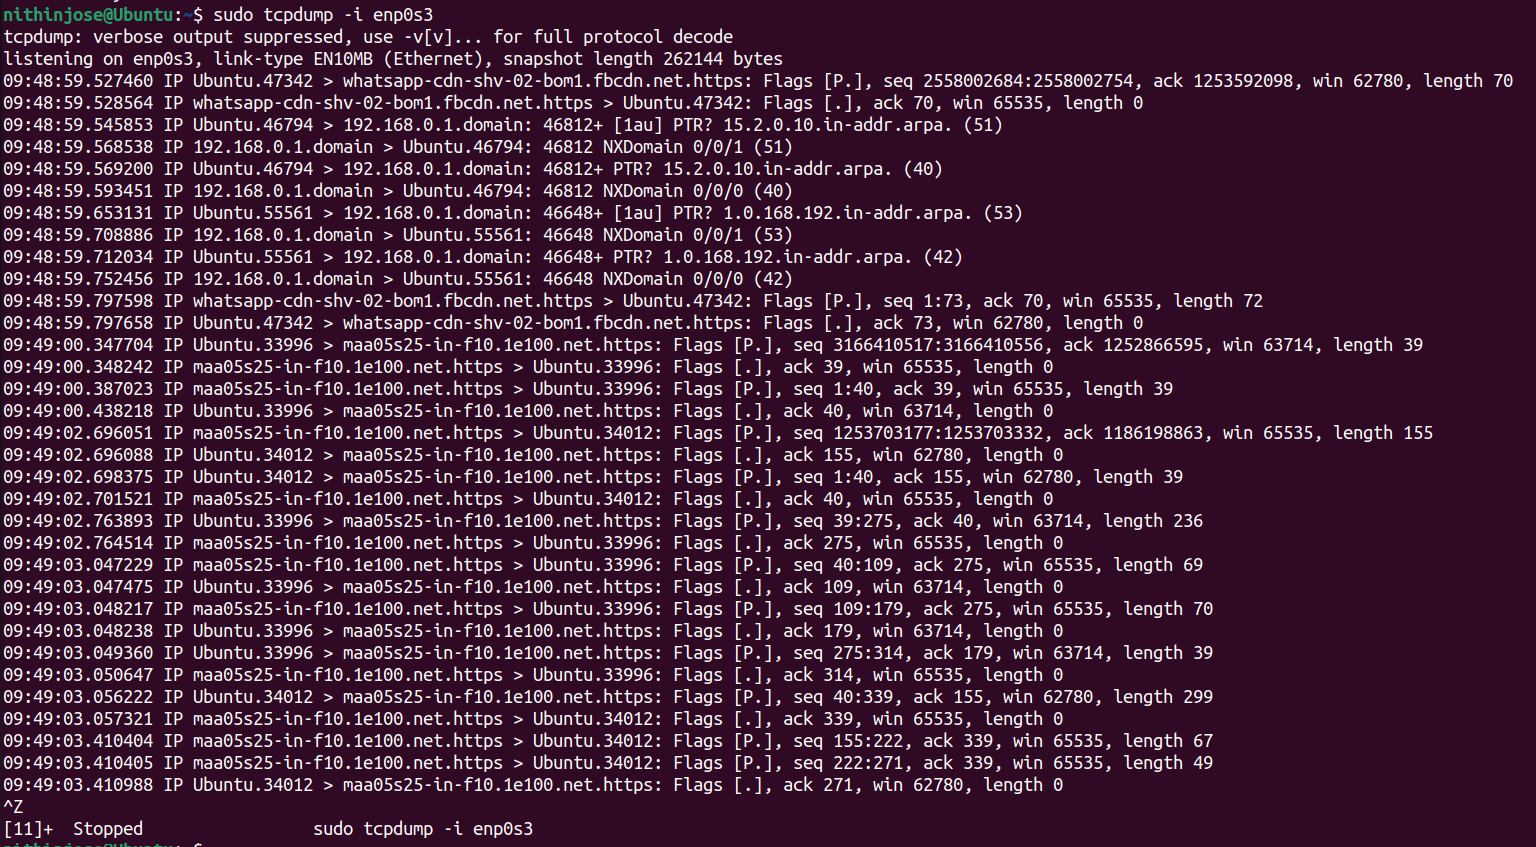 nithinjose@Ubuntu:~$ sudo tcpdump -i enp0s3
tcpdump: verbose output suppressed, use -v[v]... for full protocol decode
listening on enp0s3, link-type EN10MB (Ethernet), snapshot length 262144 bytes
09:48:59.527460 IP Ubuntu.47342 > whatsapp-cdn-shv-02-bom1.fbcdn.net.https: Flags [P.], seq 2558002684:2558002754, ack 1253592098, win 62780, length 70
09:48:59.528564 IP whatsapp-cdn-shv-02-bom1.fbcdn.net.https > Ubuntu.47342: Flags [.], ack 70, win 65535, length 0
09:48:59.545853 IP Ubuntu.46794 > 192.168.0.1.domain: 46812+ [1au] PTR? 15.2.0.10.in-addr.arpa. (51)
09:48:59.568538 IP 192.168.0.1.domain > Ubuntu.46794: 46812 NXDomain 0/0/1 (51)
09:48:59.569200 IP Ubuntu.46794 > 192.168.0.1.domain: 46812+ PTR? 15.2.0.10.in-addr.arpa. (40)
09:48:59.593451 IP 192.168.0.1.domain > Ubuntu.46794: 46812 NXDomain 0/0/0 (40)
09:48:59.653131 IP Ubuntu.55561 > 192.168.0.1.domain: 46648+ [1au] PTR? 1.0.168.192.in-addr.arpa. (53)
09:48:59.708886 IP 192.168.0.1.domain > Ubuntu.55561: 46648 NXDomain 0/0/1 (53)
09:48:59.712034 IP Ubuntu.55561 > 192.168.0.1.domain: 46648+ PTR? 1.0.168.192.in-addr.arpa. (42)
09:48:59.752456 IP 192.168.0.1.domain > Ubuntu.55561: 46648 NXDomain 0/0/0 (42)
09:48:59.797598 IP whatsapp-cdn-shv-02-bom1.fbcdn.net.https > Ubuntu.47342: Flags [P.], seq 1:73, ack 70, win 65535, length 72
09:48:59.797658 IP Ubuntu.47342 > whatsapp-cdn-shv-02-bom1.fbcdn.net.https: Flags [.], ack 73, win 62780, length 0
09:49:00.347704 IP Ubuntu.33996 > maa05s25-in-f10.1e100.net.https: Flags [P.], seq 3166410517:3166410556, ack 1252866595, win 63714, length 39
09:49:00.348242 IP maa05s25-in-f10.1e100.net.https > Ubuntu.33996: Flags [.], ack 39, win 65535, length 0
09:49:00.387023 IP maa05s25-in-f10.1e100.net.https > Ubuntu.33996: Flags [P.], seq 1:40, ack 39, win 65535, length 39
09:49:00.438218 IP Ubuntu.33996 > maa05s25-in-f10.1e100.net.https: Flags [.], ack 40, win 63714, length 0
09:49:02.696051 IP maa05s25-in-f10.1e100.net.https > Ubuntu.34012: Flags [P.], seq 1253703177:1253703332, ack 1186198863, win 65535, length 155
09:49:02.696088 IP Ubuntu.34012 > maa05s25-in-f10.1e100.net.https: Flags [.], ack 155, win 62780, length 0
09:49:02.698375 IP Ubuntu.34012 > maa05s25-in-f10.1e100.net.https: Flags [P.], seq 1:40, ack 155, win 62780, length 39
09:49:02.701521 IP maa05s25-in-f10.1e100.net.https > Ubuntu.34012: Flags [.], ack 40, win 65535, length 0
09:49:02.763893 IP Ubuntu.33996 > maa05s25-in-f10.1e100.net.https: Flags [P.], seq 39:275, ack 40, win 63714, length 236
09:49:02.764514 IP maa05s25-in-f10.1e100.net.https > Ubuntu.33996: Flags [.], ack 275, win 65535, length 0
09:49:03.047229 IP maa05s25-in-f10.1e100.net.https > Ubuntu.33996: Flags [P.], seq 40:109, ack 275, win 65535, length 69
09:49:03.047475 IP Ubuntu.33996 > maa05s25-in-f10.1e100.net.https: Flags [.], ack 109, win 63714, length 0
09:49:03.048217 IP maa05s25-in-f10.1e100.net.https > Ubuntu.33996: Flags [P.], seq 109:179, ack 275, win 65535, length 70
09:49:03.048238 IP Ubuntu.33996 > maa05s25-in-f10.1e100.net.https: Flags [.], ack 179, win 63714, length 0
09:49:03.049360 IP Ubuntu.33996 > maa05s25-in-f10.1e100.net.https: Flags [P.], seq 275:314, ack 179, win 63714, length 39
09:49:03.050647 IP maa05s25-in-f10.1e100.net.https > Ubuntu.33996: Flags [.], ack 314, win 65535, length 0
09:49:03.056222 IP Ubuntu.34012 > maa05s25-in-f10.1e100.net.https: Flags [P.], seq 40:339, ack 155, win 62780, length 299
09:49:03.057321 IP maa05s25-in-f10.1e100.net.https > Ubuntu.34012: Flags [.], ack 339, win 65535, length 0
09:49:03.410404 IP maa05s25-in-f10.1e100.net.https > Ubuntu.34012: Flags [P.], seq 155:222, ack 339, win 65535, length 67
09:49:03.410405 IP maa05s25-in-f10.1e100.net.https > Ubuntu.34012: Flags [P.], seq 222:271, ack 339, win 65535, length 49
09:49:03.410988 IP Ubuntu.34012 > maa05s25-in-f10.1e100.net.https: Flags [.], ack 271, win 62780, length 0
^Z
[11]+  Stopped                 sudo tcpdump -i enp0s3